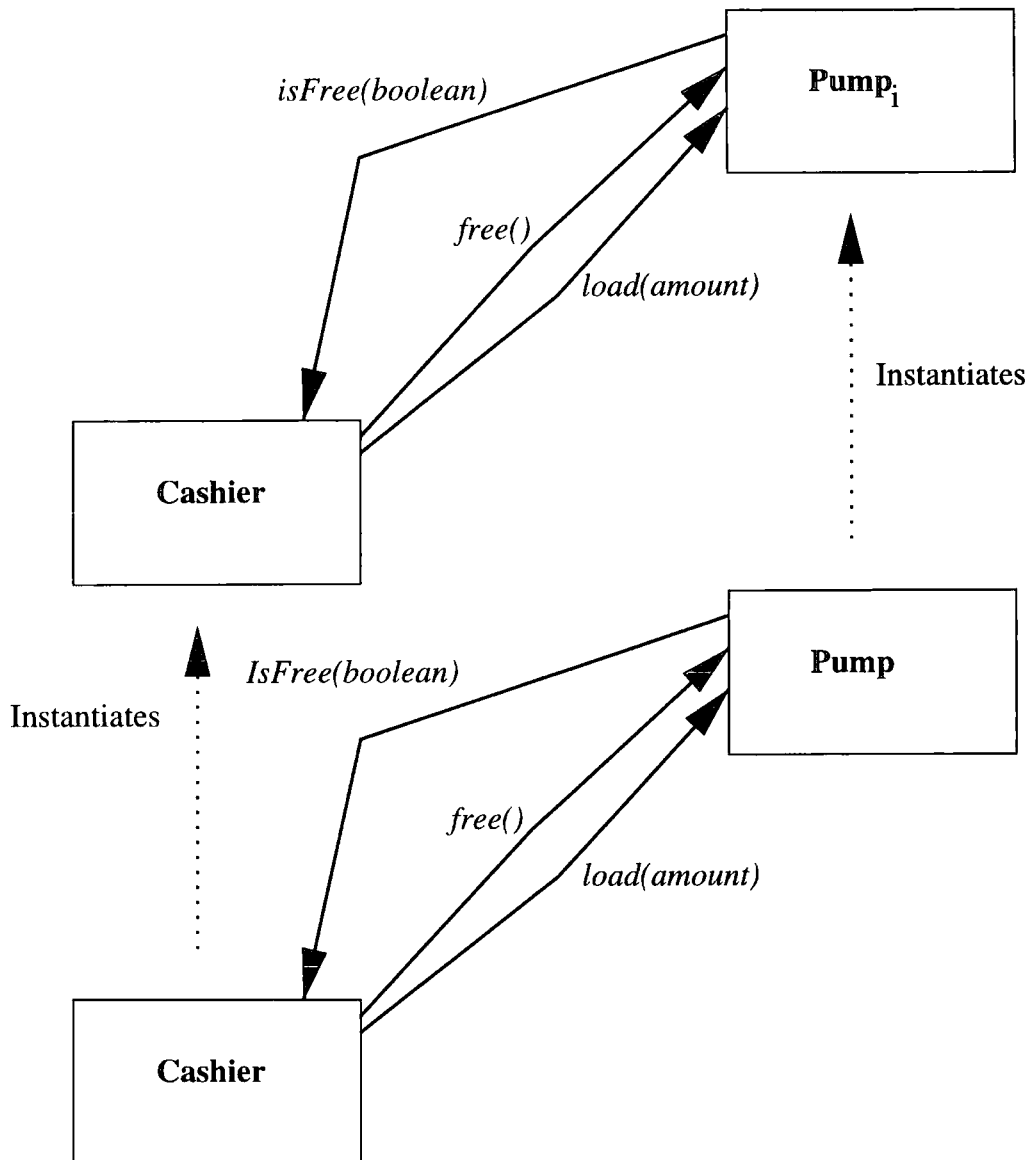 isFree(boolean)
Pump_i
free()
load(amount)
Instantiates
Cashier
IsFree(boolean)
Pump
Instantiates
free()
load(amount)
Cashier